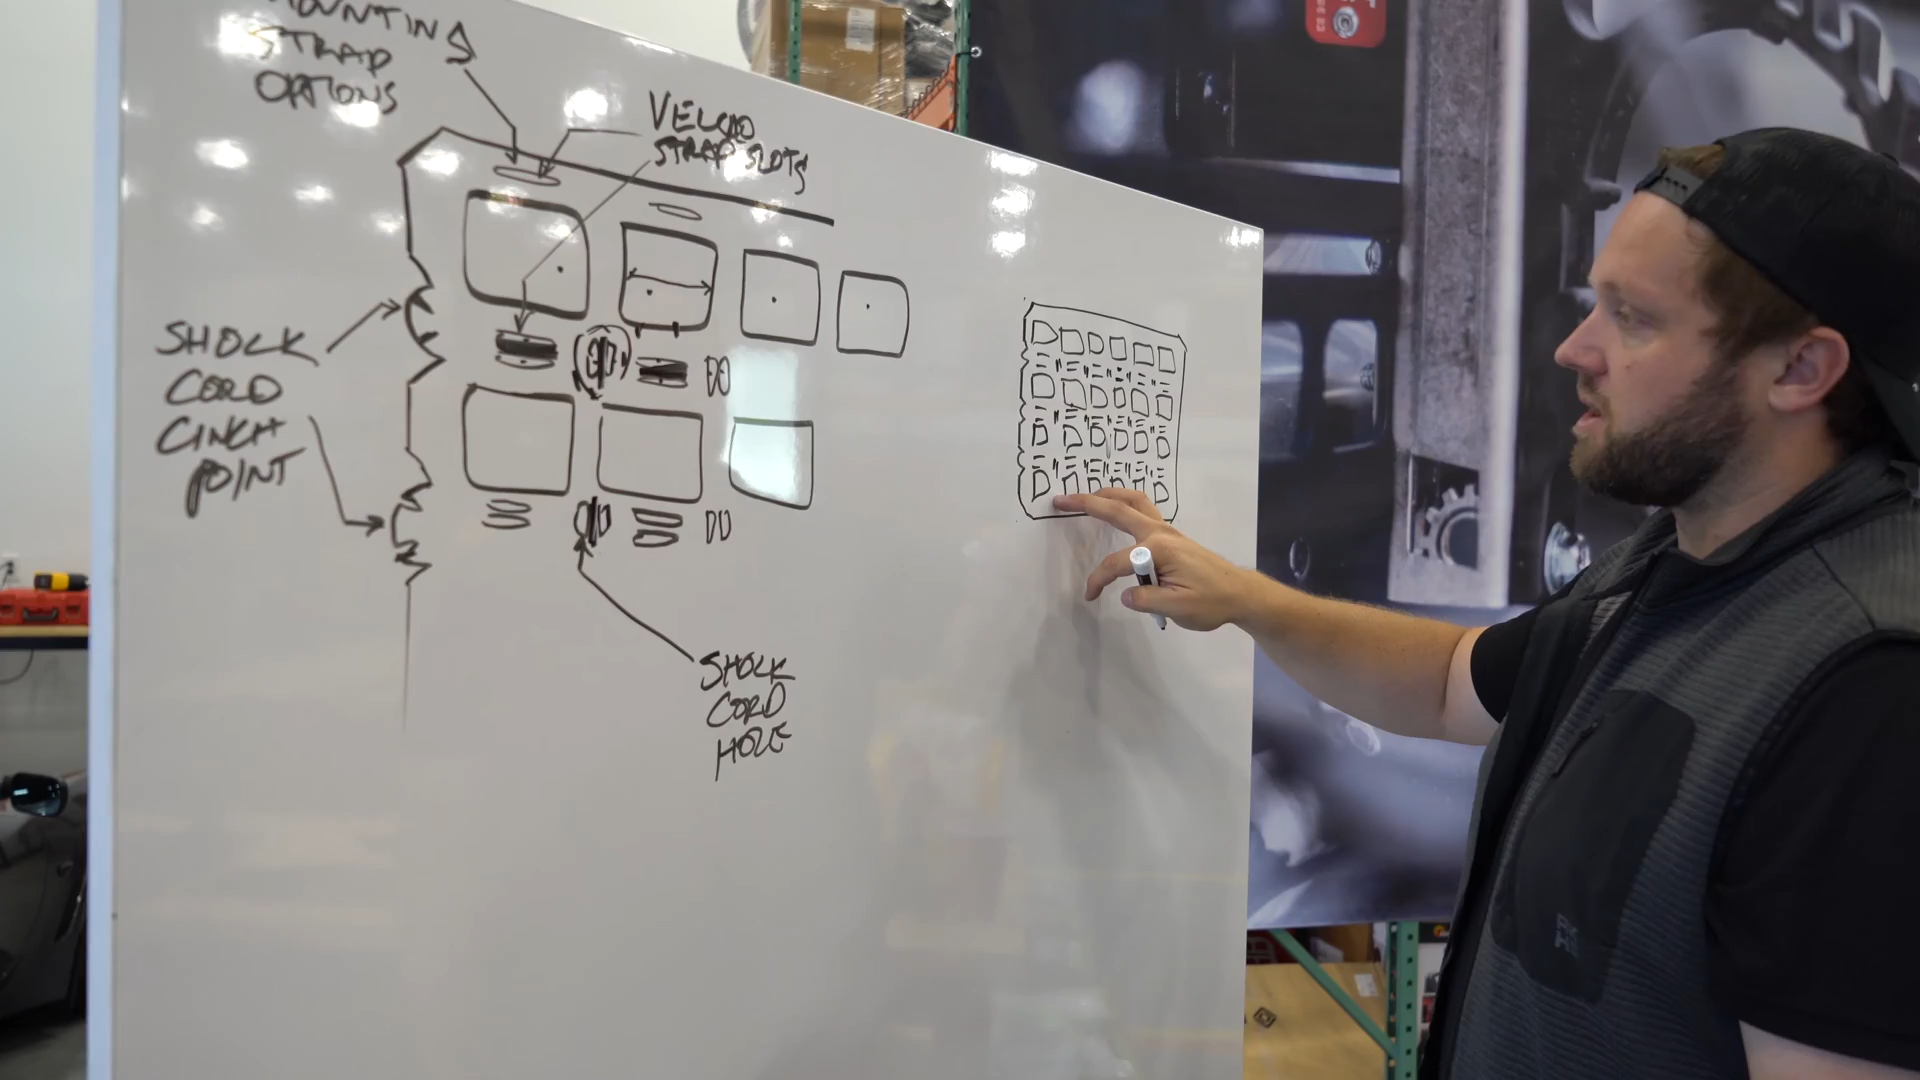 MOUNTING
STRAP
OPTIONS
VELCRO
STRAP SLOTS
SHOCK
CORD
CINCH
POINT
SHOCK
CORD
HOLE